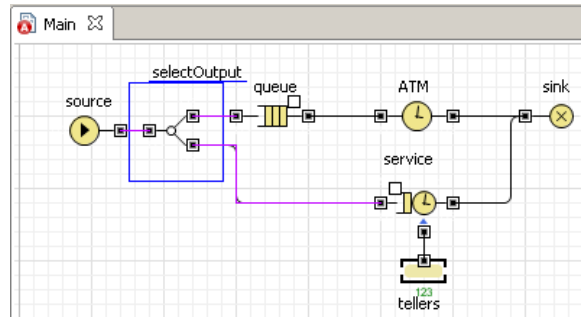 Main
selectOutput
source
queue
ATM
sink
service
123
tellers